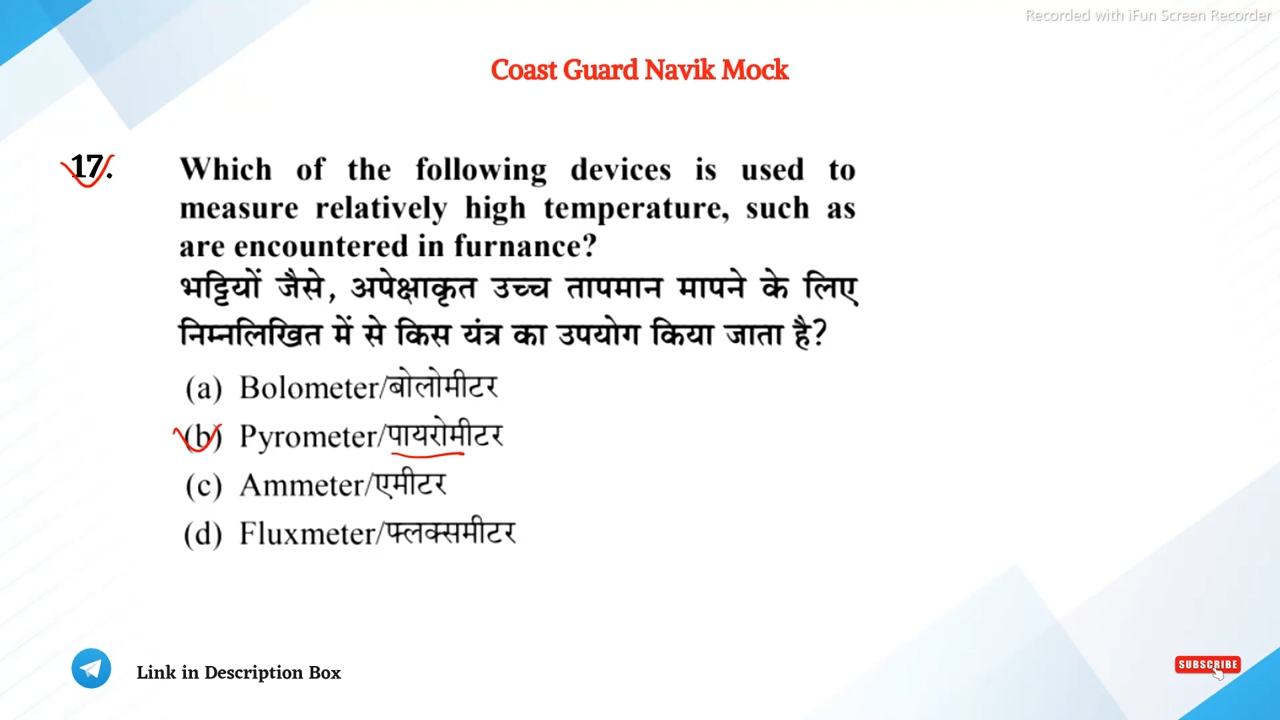 Recorded with iFun Screen Recorder
Coast Guard Navik Mock
17.
Which of the following devices is used to
measure relatively high temperature, such as
are encountered in furnance?
भट्टियों जैसे, अपेक्षाकृत उच्च तापमान मापने के लिए
निम्नलिखित में से किस यंत्र का उपयोग किया जाता है?
(a) Bolometer/बोलोमीटर
(b) Pyrometer/पायरोमीटर
(c) Ammeter/एमीटर
(d) Fluxmeter/फ्लक्समीटर
Link in Description Box
SUBSCRIBE